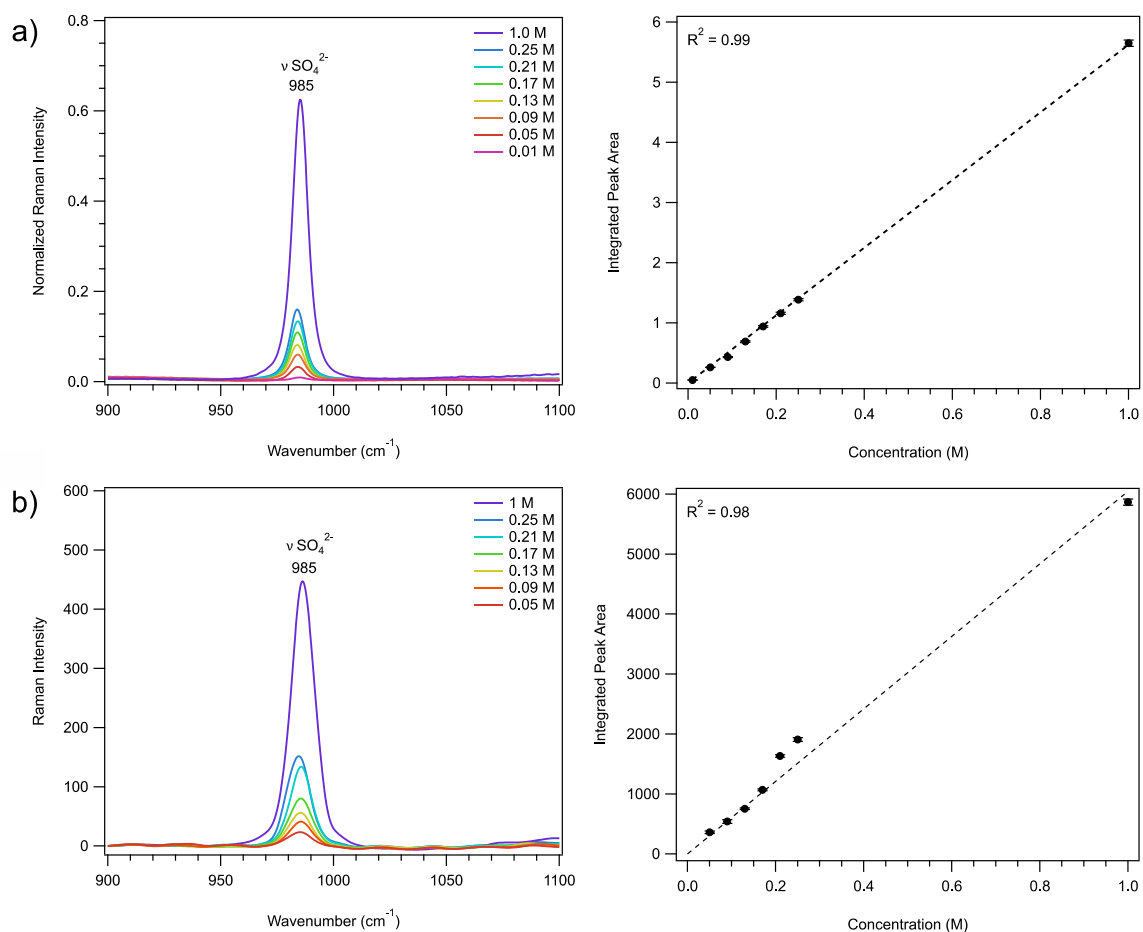 a)
0.8
0.6
0.4
0.2
0.0
Normalized Raman Intensity
ν SO₄²⁻
985
1.0 M
0.25 M
0.21 M
0.17 M
0.13 M
0.09 M
0.05 M
0.01 M
900
950
1000
1050
1100
Wavenumber (cm⁻¹)
R² = 0.99
6
5
4
3
2
1
0
Integrated Peak Area
0.0
0.2
0.4
0.6
0.8
1.0
Concentration (M)
b)
600
500
400
300
200
100
0
Raman Intensity
ν SO₄²⁻
985
1 M
0.25 M
0.21 M
0.17 M
0.13 M
0.09 M
0.05 M
900
950
1000
1050
1100
Wavenumber (cm⁻¹)
R² = 0.98
6000
5000
4000
3000
2000
1000
0
Integrated Peak Area
0.0
0.2
0.4
0.6
0.8
1.0
Concentration (M)